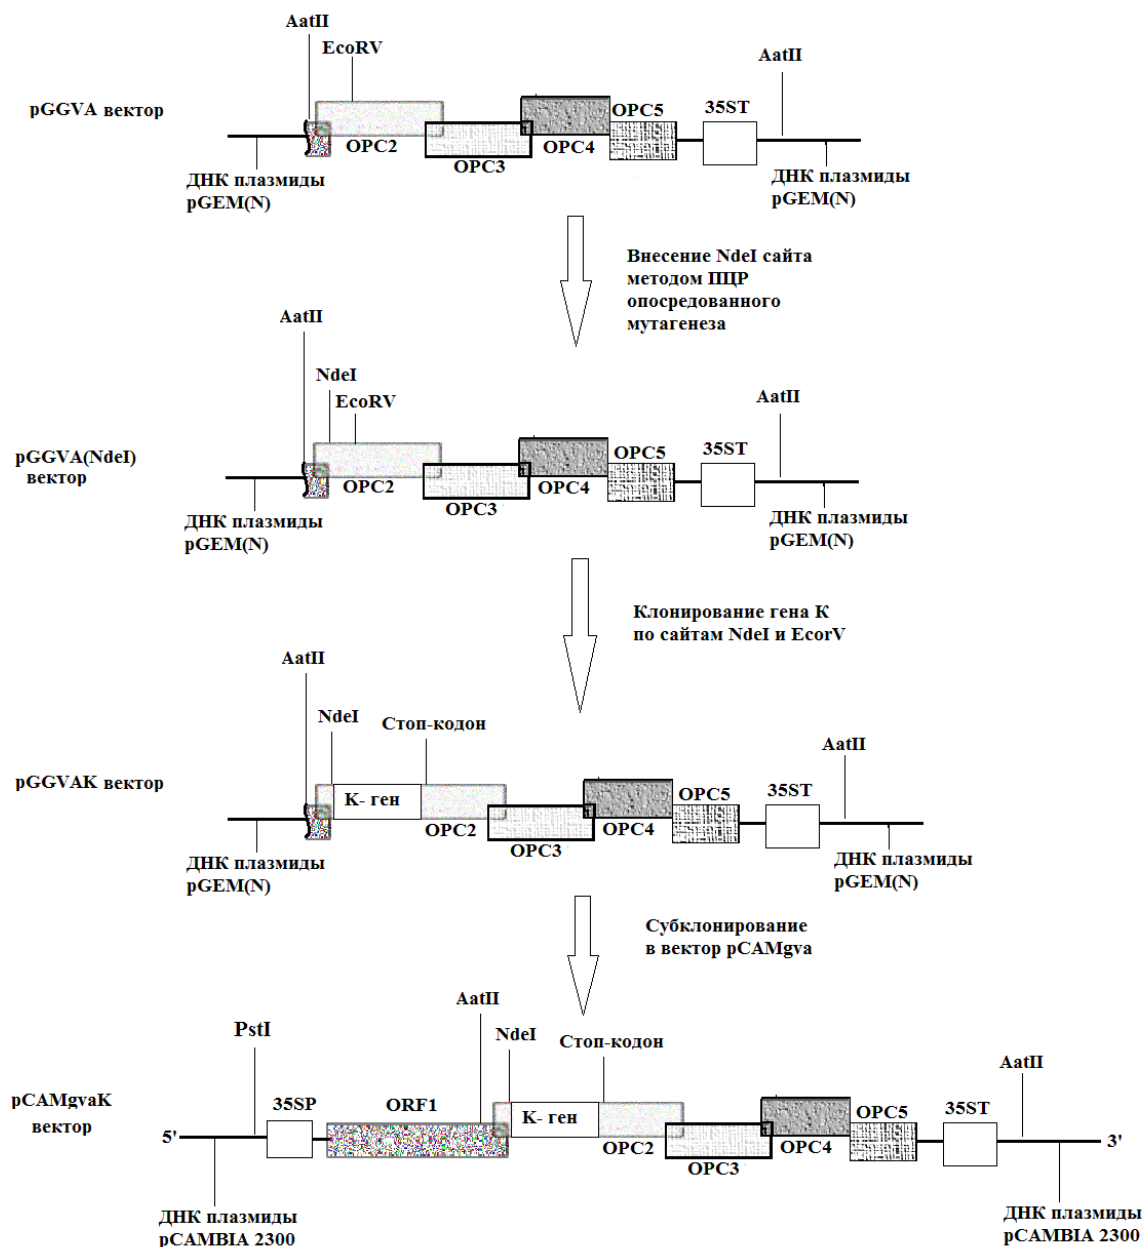 AatII
EcoRV
AatII
pGGVA вектор
ОРС5
35ST
ОРС2
ОРС4
ОРС3
ДНК плазмиды
pGEM(N)
ДНК плазмиды
pGEM(N)
Внесение NdeI сайта
методом ПЦР
опосредованного
мутагенеза
AatII
NdeI
EcoRV
AatII
pGGVA(NdeI)
вектор
ОРС5
35ST
ОРС2
ОРС4
ОРС3
ДНК плазмиды
pGEM(N)
ДНК плазмиды
pGEM(N)
Клонирование гена К
по сайтам NdeI и EcorV
AatII
NdeI
Стоп-кодон
AatII
pGGVAK вектор
К- ген
ОРС5
35ST
ОРС2
ОРС4
ОРС3
ДНК плазмиды
pGEM(N)
ДНК плазмиды
pGEM(N)
Субклонирование
в вектор pCAMgva
AatII
PstI
NdeI
Стоп-кодон
AatII
pCAMgvaK
вектор
5'
35SP
ORF1
К- ген
ОРС5
35ST
3'
ОРС2
ОРС4
ОРС3
ДНК плазмиды
pCAMBIA 2300
ДНК плазмиды
pCAMBIA 2300